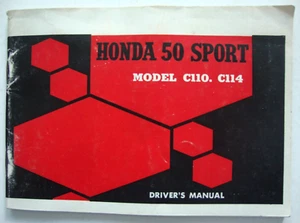 HONDA 50 SPORT
MODEL C110. C114
DRIVER'S MANUAL